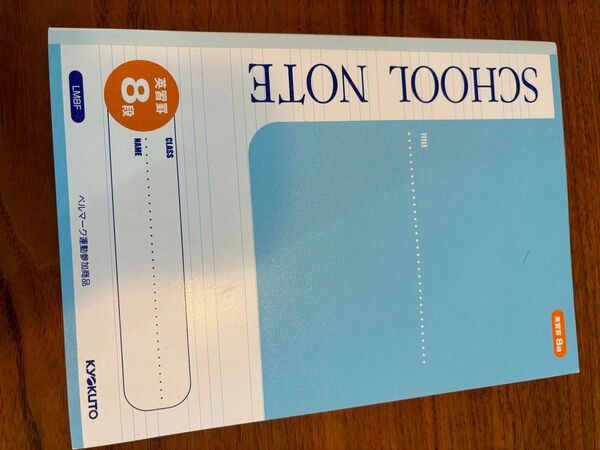 SCHOOL NOTE
TITLE
英習罫
8段
英習罫
8段
CLASS
NAME
LM8F
ベルマーク運動参加商品
KYOKUTO